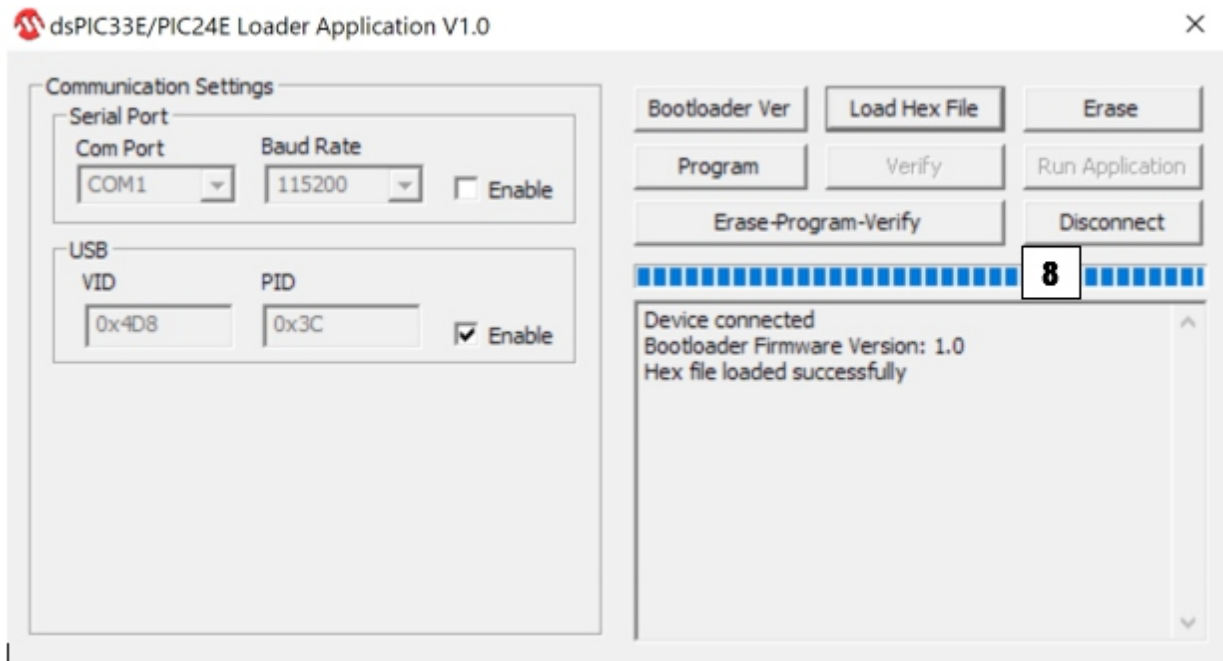 dsPIC33E/PIC24E Loader Application V1.0
Communication Settings
Serial Port
Com Port Baud Rate
COM1 115200 Enable
USB
VID PID
0x4D8 0x3C Enable
Bootloader Ver Load Hex File Erase
Program Verify Run Application
Erase-Program-Verify Disconnect
8
Device connected
Bootloader Firmware Version: 1.0
Hex file loaded successfully